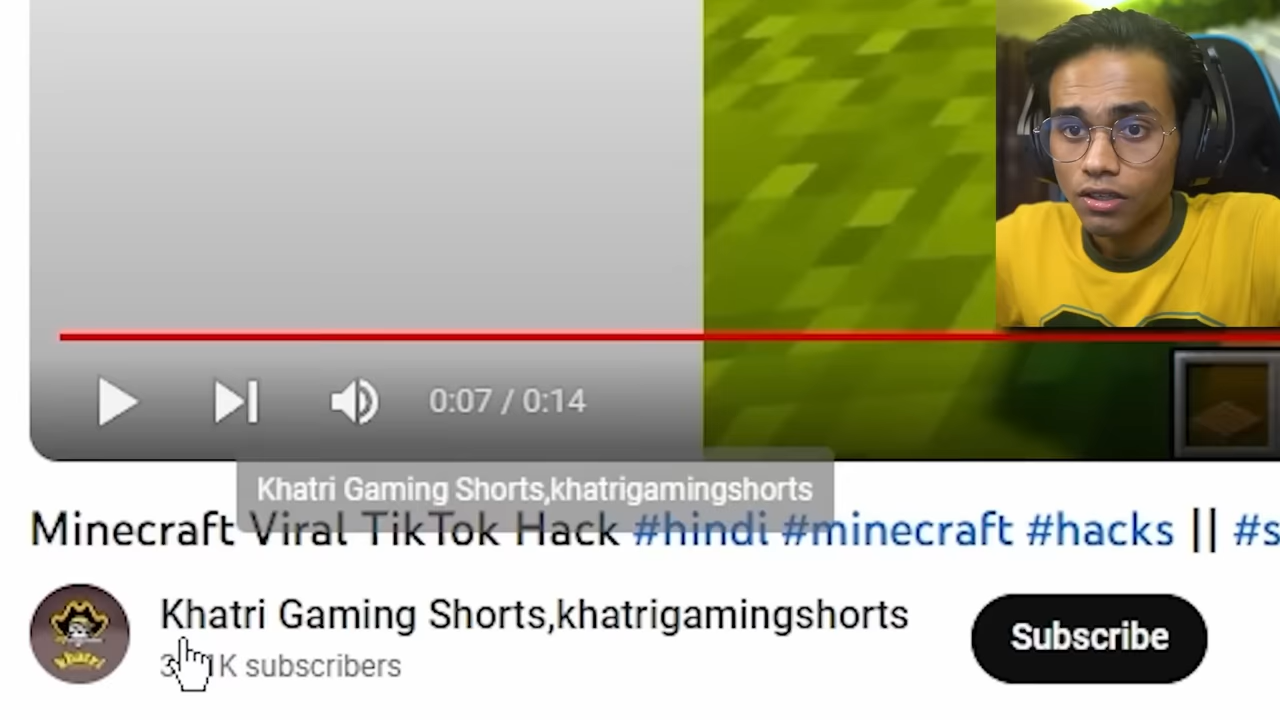 0:07 / 0:14
Khatri Gaming Shorts,khatrigamingshorts
Minecraft Viral TikTok Hack #hindi #minecraft #hacks || #s
Khatri Gaming Shorts,khatrigamingshorts
Subscribe
subscribers
khatri